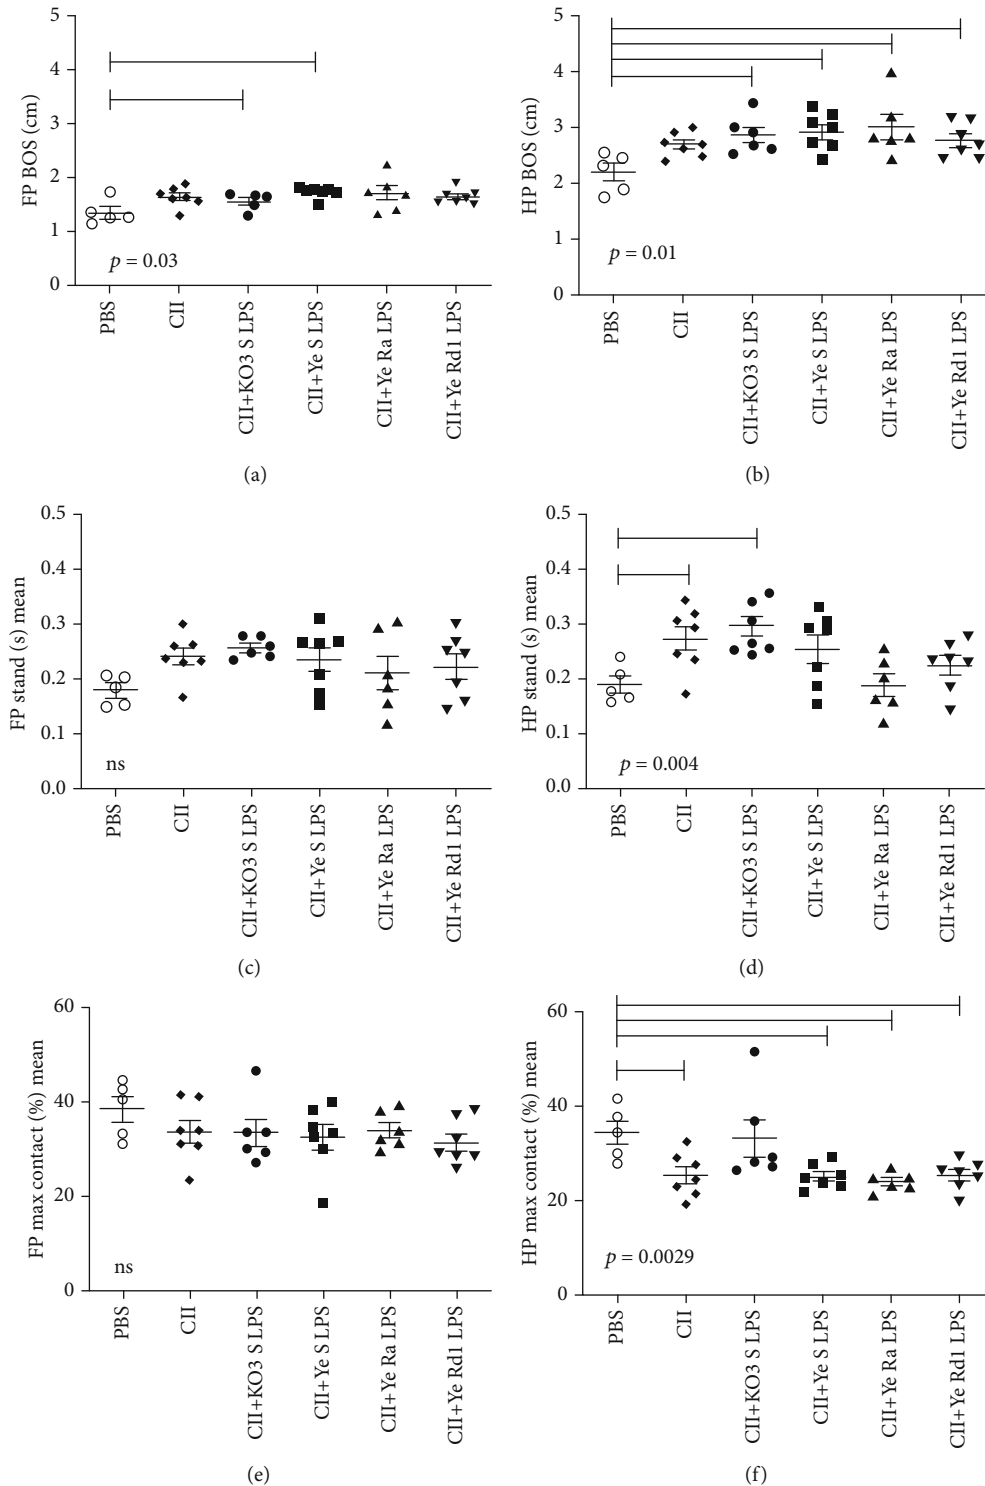 FP BOS (cm)
5
4
3
2
1
0
p = 0.03
PBS
CII
CII+KO3 S LPS
CII+Ye S LPS
CII+Ye Ra LPS
CII+Ye Rd1 LPS
(a)
HP BOS (cm)
5
4
3
2
1
0
p = 0.01
PBS
CII
CII+KO3 S LPS
CII+Ye S LPS
CII+Ye Ra LPS
CII+Ye Rd1 LPS
(b)
FP stand (s) mean
0.5
0.4
0.3
0.2
0.1
0.0
ns
PBS
CII
CII+KO3 S LPS
CII+Ye S LPS
CII+Ye Ra LPS
CII+Ye Rd1 LPS
(c)
HP stand (s) mean
0.5
0.4
0.3
0.2
0.1
0.0
p = 0.004
PBS
CII
CII+KO3 S LPS
CII+Ye S LPS
CII+Ye Ra LPS
CII+Ye Rd1 LPS
(d)
FP max contact (%) mean
60
40
20
0
ns
PBS
CII
CII+KO3 S LPS
CII+Ye S LPS
CII+Ye Ra LPS
CII+Ye Rd1 LPS
(e)
HP max contact (%) mean
60
40
20
0
p = 0.0029
PBS
CII
CII+KO3 S LPS
CII+Ye S LPS
CII+Ye Ra LPS
CII+Ye Rd1 LPS
(f)